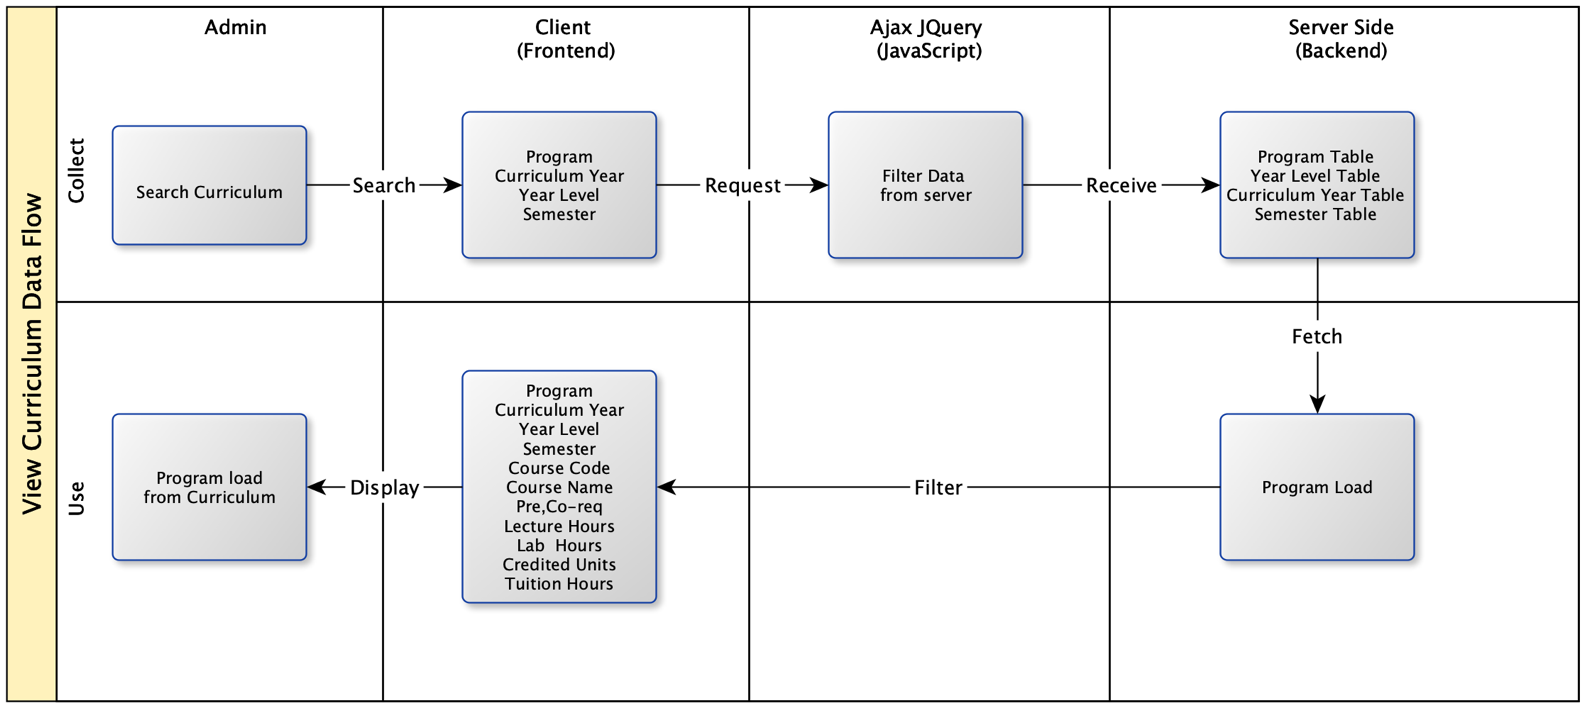 View Curriculum Data Flow
Admin
Client
(Frontend)
Ajax JQuery
(JavaScript)
Server Side
(Backend)
Collect
Search Curriculum
Search
Program
Curriculum Year
Year Level
Semester
Request
Filter Data
from server
Receive
Program Table
Year Level Table
Curriculum Year Table
Semester Table
Fetch
Use
Program load
from Curriculum
Display
Program
Curriculum Year
Year Level
Semester
Course Code
Course Name
Pre,Co-req
Lecture Hours
Lab  Hours
Credited Units
Tuition Hours
Filter
Program Load